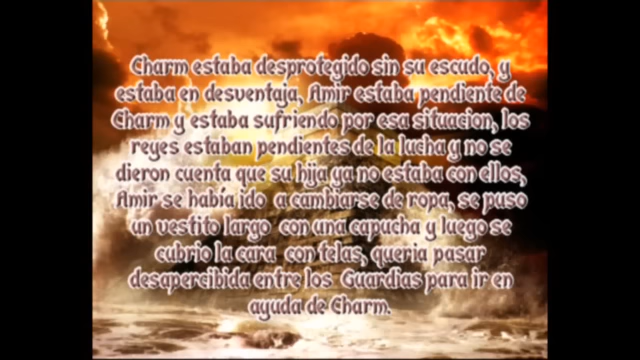 Charm estaba desprotegido sin su escudo, y
estaba en desventaja, Amir estaba pendiente de
Charm y estaba sufriendo por esa situacion, los
reyes estaban pendientes de la lucha y no se
dieron cuenta que su hija ya no estaba con ellos,
Amir se había ido a cambiarse de ropa, se puso
un vestito largo con una capucha y luego se
cubrio la cara con telas, queria pasar
desapercibida entre los Guardias para ir en
ayuda de Charm.